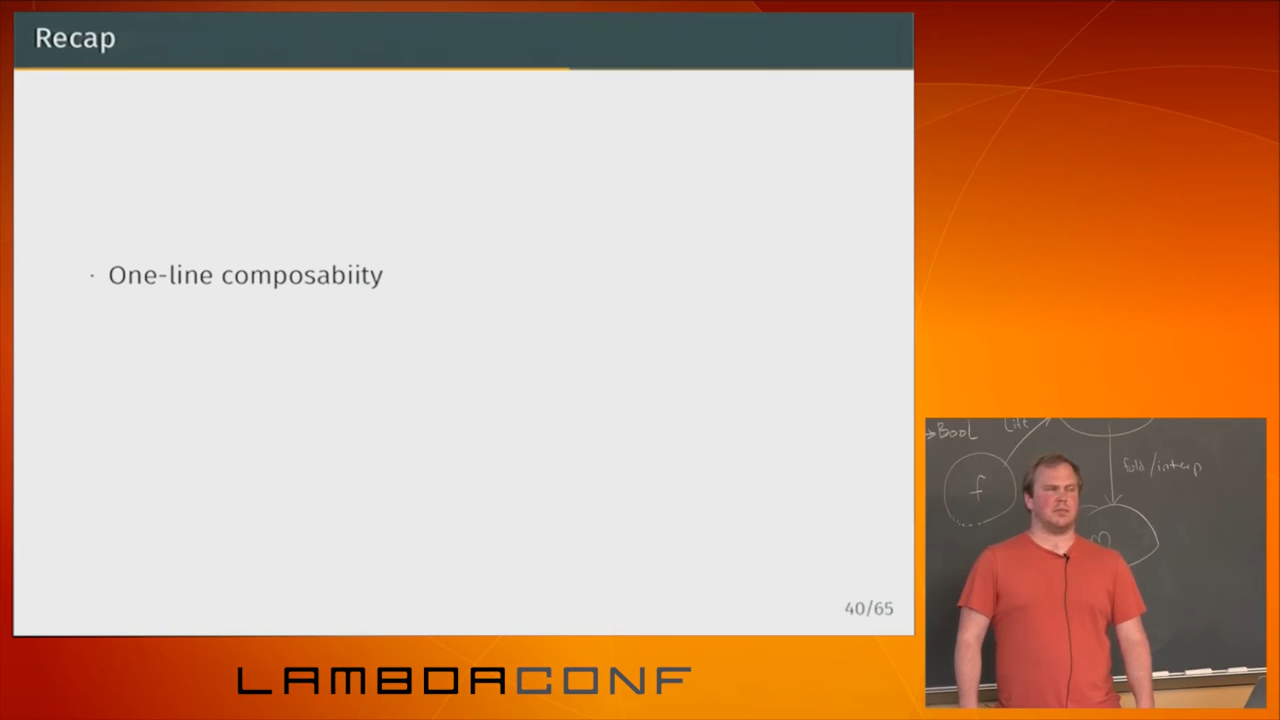 Recap
· One-line composabiity
40/65
→Bool
Lift
fold/interp
f
m
LAMBDACONF